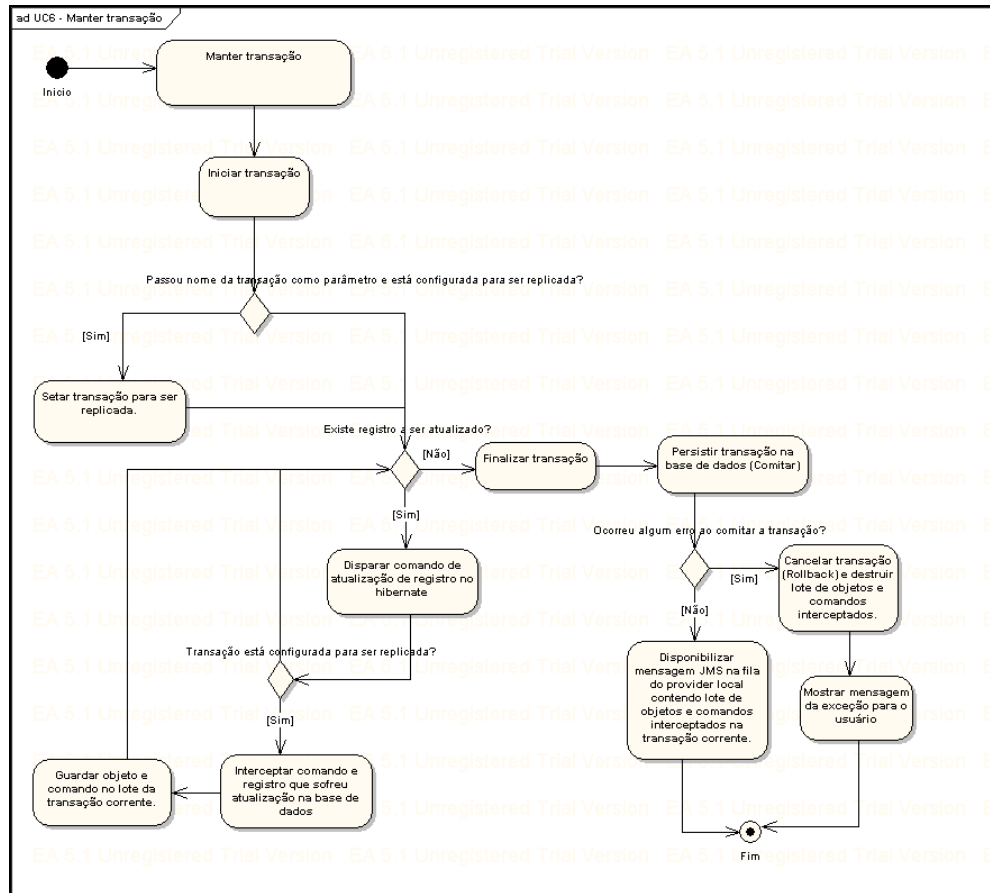 ad UC6 - Manter transação
Manter transação
Inicio
Iniciar transação
Passou nome da transação como parâmetro e está configurada para ser replicada?
[Sim]
Setar transação para ser
replicada.
Existe registro a ser atualizado?
[Não]
Finalizar transação
Persistir transação na
base de dados (Comitar)
[Sim]
Disparar comando de
atualização de registro no
hibernate
Ocorreu algum erro ao comitar a transação?
[Sim]
Cancelar transação
(Rollback) e destruir
lote de objetos e
comandos
interceptados.
[Não]
Transação está configurada para ser replicada?
[Sim]
Disponibilizar
mensagem JMS na fila
do provider local
contendo lote de
objetos e comandos
interceptados na
transação corrente.
Mostrar mensagem
da exceção para o
usuário
Guardar objeto e
comando no lote da
transação corrente.
Interceptar comando e
registro que sofreu
atualização na base de
dados
Fim
EA 5.1 Unregistered Trial Version